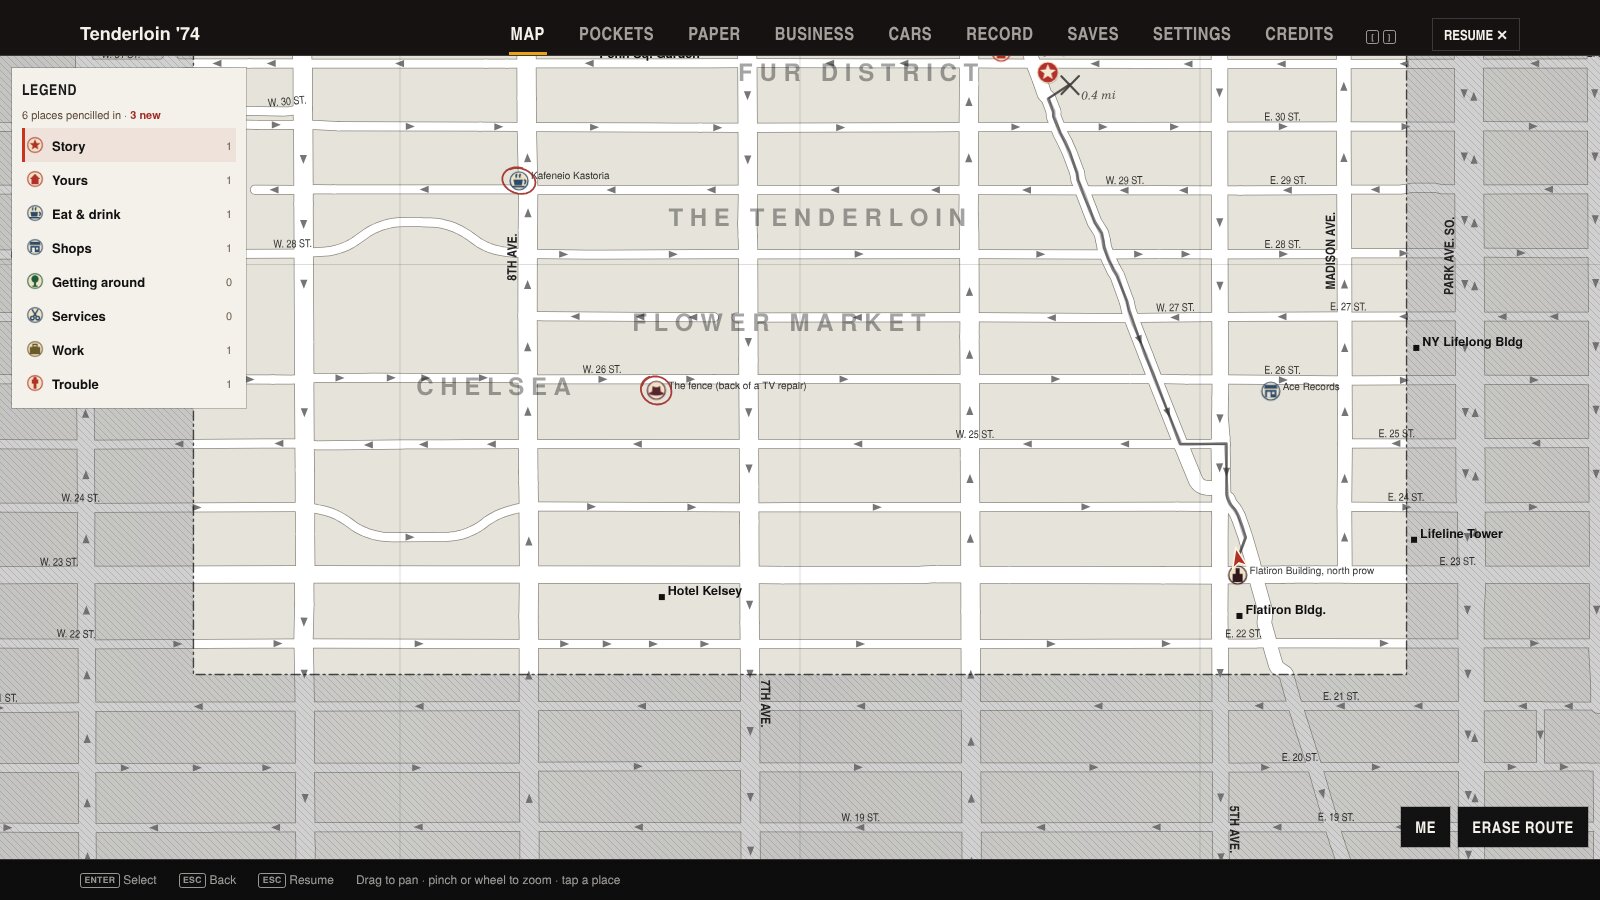 Tenderloin '74
MAP
POCKETS
PAPER
BUSINESS
CARS
RECORD
SAVES
SETTINGS
CREDITS
[ ]
RESUME ✕
LEGEND
6 places pencilled in · 3 new
Story 1
Yours 1
Eat & drink 1
Shops 1
Getting around 0
Services 0
Work 1
Trouble 1
FUR DISTRICT
0.4 mi
W. 30 ST.
E. 30 ST.
Kafeneio Kastoria
W. 29 ST.
E. 29 ST.
THE TENDERLOIN
MADISON AVE.
PARK AVE. SO.
W. 28 ST.
8TH AVE.
E. 28 ST.
W. 27 ST.
E. 27 ST.
FLOWER MARKET
NY Lifelong Bldg
W. 26 ST.
E. 26 ST.
CHELSEA
The fence (back of a TV repair)
Ace Records
W. 25 ST.
E. 25 ST.
W. 24 ST.
E. 24 ST.
Lifeline Tower
W. 23 ST.
E. 23 ST.
Flatiron Building, north prow
Hotel Kelsey
Flatiron Bldg.
W. 22 ST.
E. 22 ST.
7TH AVE.
E. 21 ST.
E. 20 ST.
W. 19 ST.
5TH AVE.
E. 19 ST.
ME
ERASE ROUTE
ENTER Select
ESC Back
ESC Resume
Drag to pan · pinch or wheel to zoom · tap a place